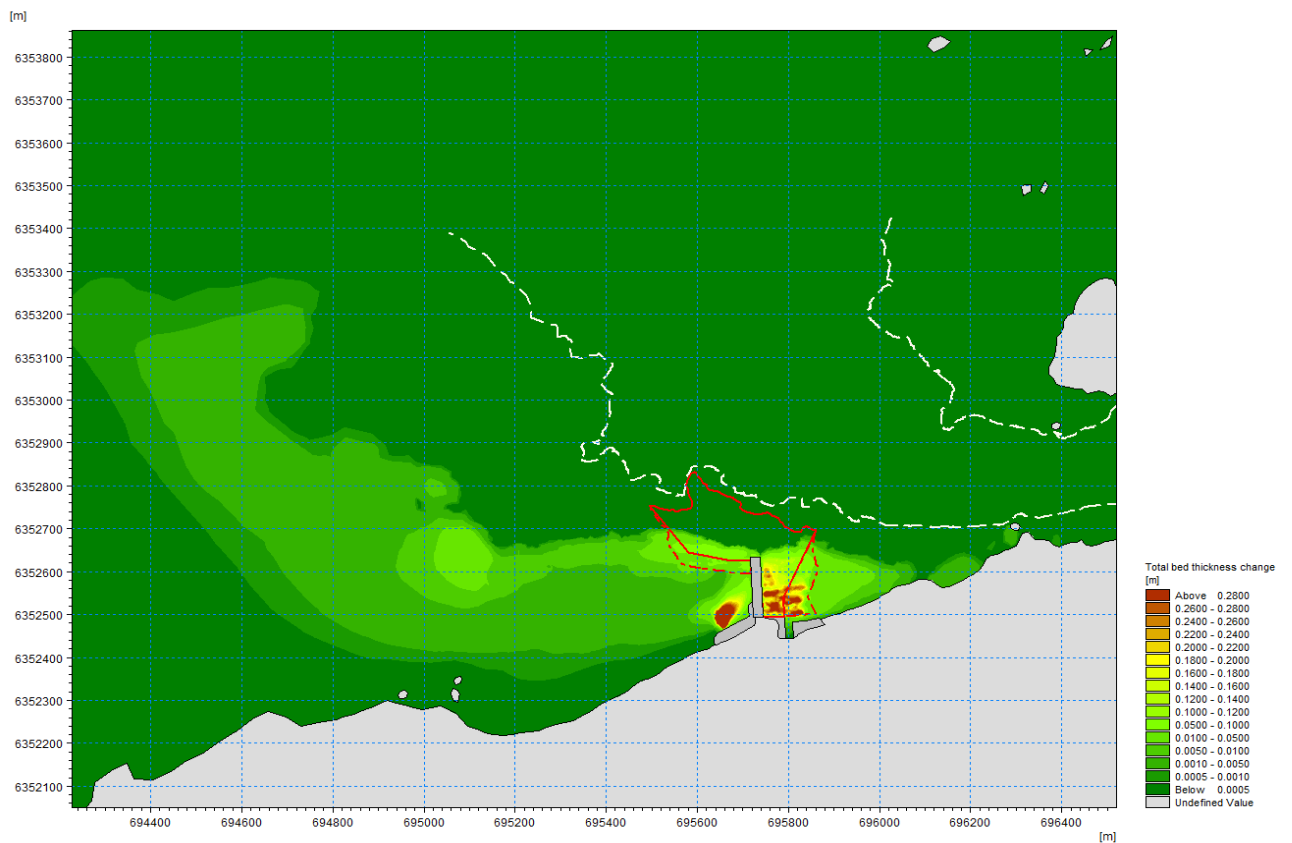 [m]
6353800
6353700
6353600
6353500
6353400
6353300
6353200
6353100
6353000
6352900
6352800
6352700
6352600
6352500
6352400
6352300
6352200
6352100
694400 694600 694800 695000 695200 695400 695600 695800 696000 696200 696400
[m]
Total bed thickness change
[m]
Above 0.2800
0.2600 - 0.2800
0.2400 - 0.2600
0.2200 - 0.2400
0.2000 - 0.2200
0.1800 - 0.2000
0.1600 - 0.1800
0.1400 - 0.1600
0.1200 - 0.1400
0.1000 - 0.1200
0.0500 - 0.1000
0.0100 - 0.0500
0.0050 - 0.0100
0.0010 - 0.0050
0.0005 - 0.0010
Below 0.0005
Undefined Value